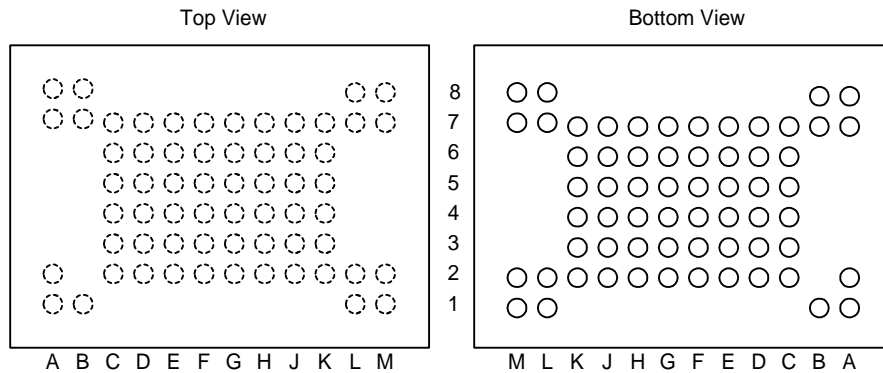 Top View
Bottom View
8
7
6
5
4
3
2
1
A B C D E F G H J K L M
M L K J H G F E D C B A